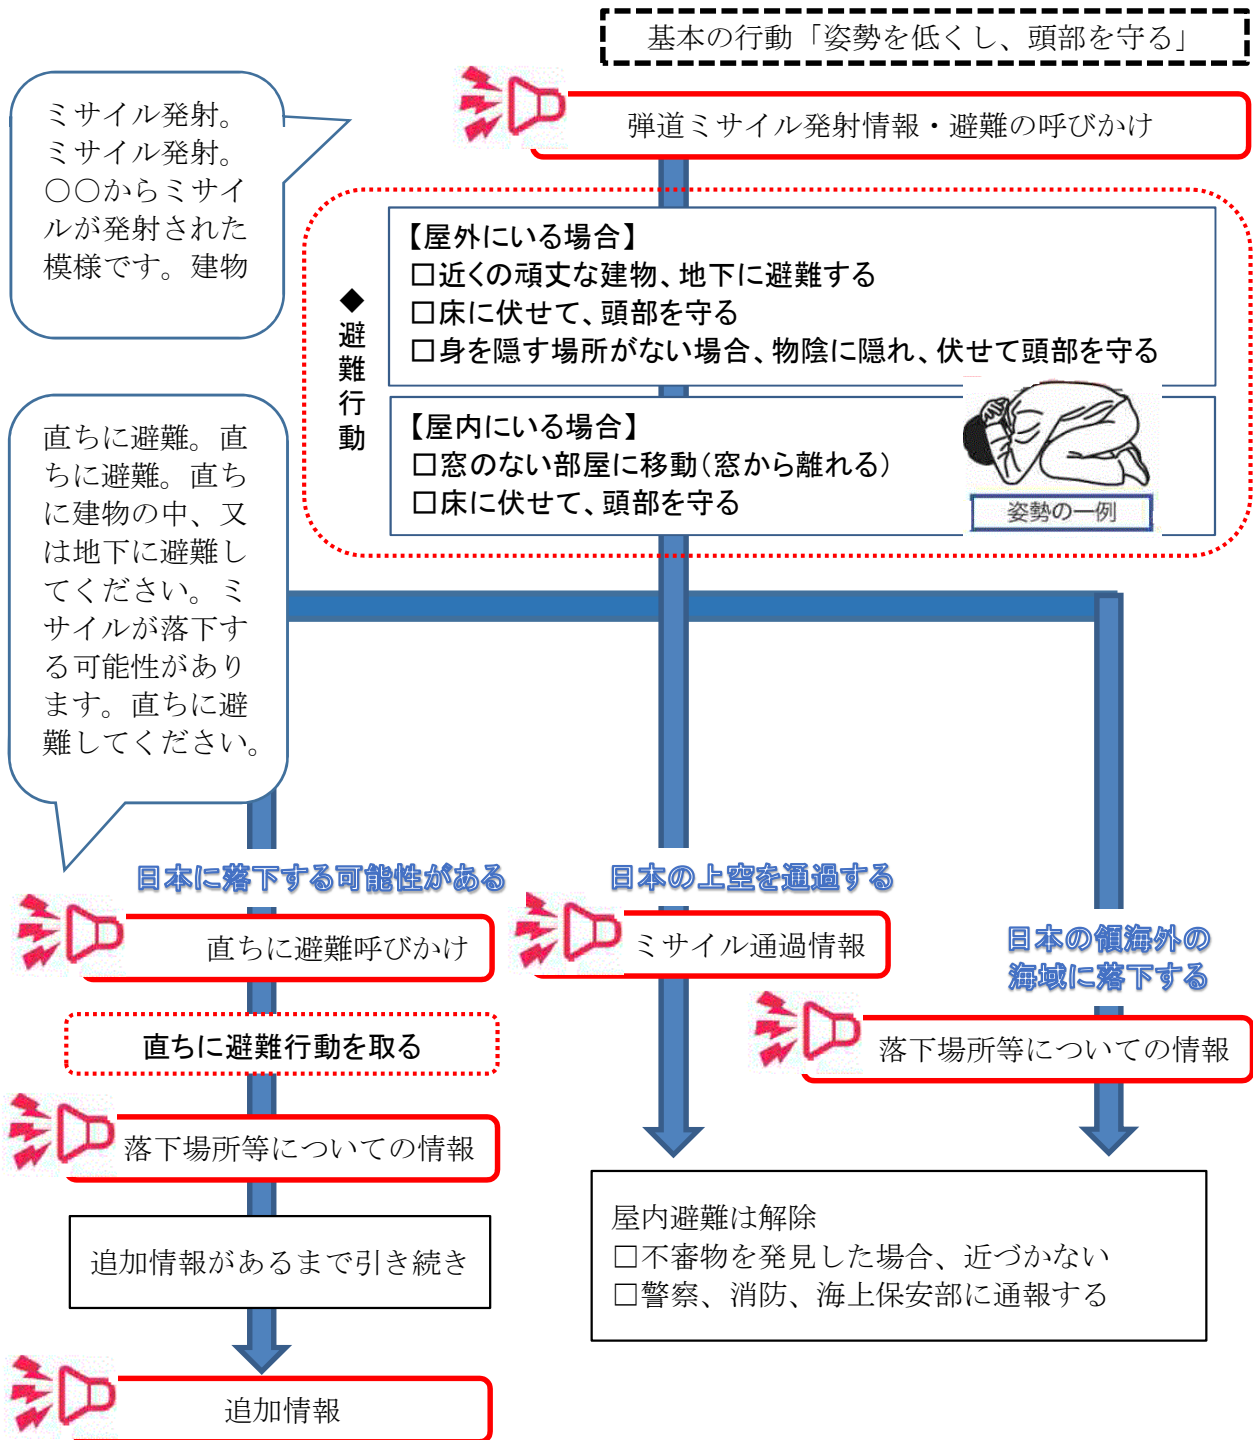 基本の行動「姿勢を低くし、頭部を守る」
弾道ミサイル発射情報・避難の呼びかけ
ミサイル発射。
ミサイル発射。
○○からミサイ
ルが発射された
模様です。建物
◆避難行動
【屋外にいる場合】
□近くの頑丈な建物、地下に避難する
□床に伏せて、頭部を守る
□身を隠す場所がない場合、物陰に隠れ、伏せて頭部を守る
【屋内にいる場合】
□窓のない部屋に移動(窓から離れる)
□床に伏せて、頭部を守る
姿勢の一例
直ちに避難。直
ちに避難。直ち
に建物の中、又
は地下に避難し
てください。ミ
サイルが落下す
る可能性があり
ます。直ちに避
難してください。
日本に落下する可能性がある
直ちに避難呼びかけ
直ちに避難行動を取る
落下場所等についての情報
追加情報があるまで引き続き
追加情報
日本の上空を通過する
ミサイル通過情報
日本の領海外の
海域に落下する
落下場所等についての情報
屋内避難は解除
□不審物を発見した場合、近づかない
□警察、消防、海上保安部に通報する